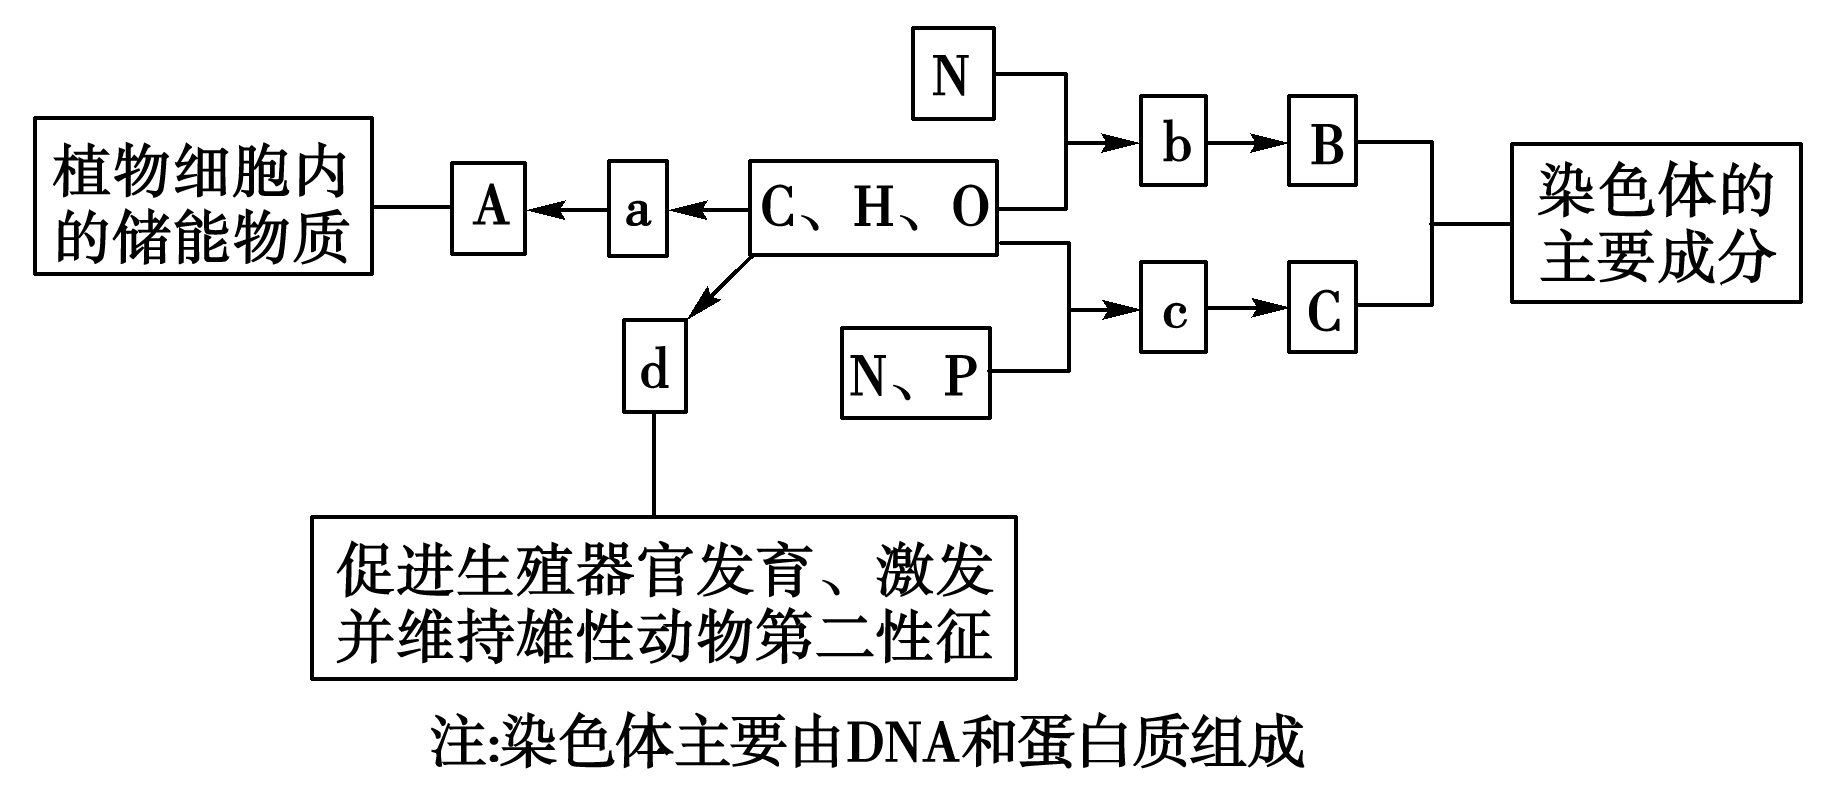 N
b
B
植物细胞内
的储能物质
A
a
C、H、O
染色体的
主要成分
c
C
d
N、P
促进生殖器官发育、激发
并维持雄性动物第二性征
注:染色体主要由DNA和蛋白质组成